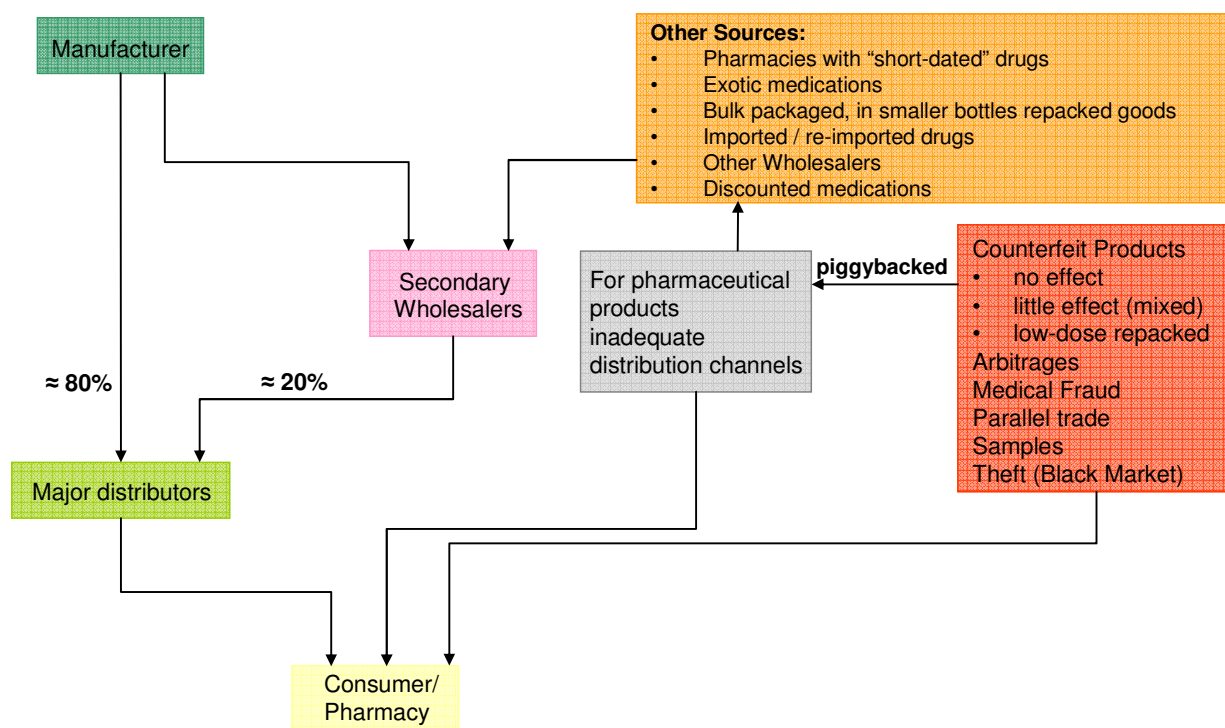 Manufacturer
Other Sources:
• Pharmacies with “short-dated” drugs
• Exotic medications
• Bulk packaged, in smaller bottles repacked goods
• Imported / re-imported drugs
• Other Wholesalers
• Discounted medications
Secondary
Wholesalers
For pharmaceutical
products
inadequate
distribution channels
piggybacked
Counterfeit Products
• no effect
• little effect (mixed)
• low-dose repacked
Arbitrages
Medical Fraud
Parallel trade
Samples
Theft (Black Market)
≈ 80%
≈ 20%
Major distributors
Consumer/
Pharmacy